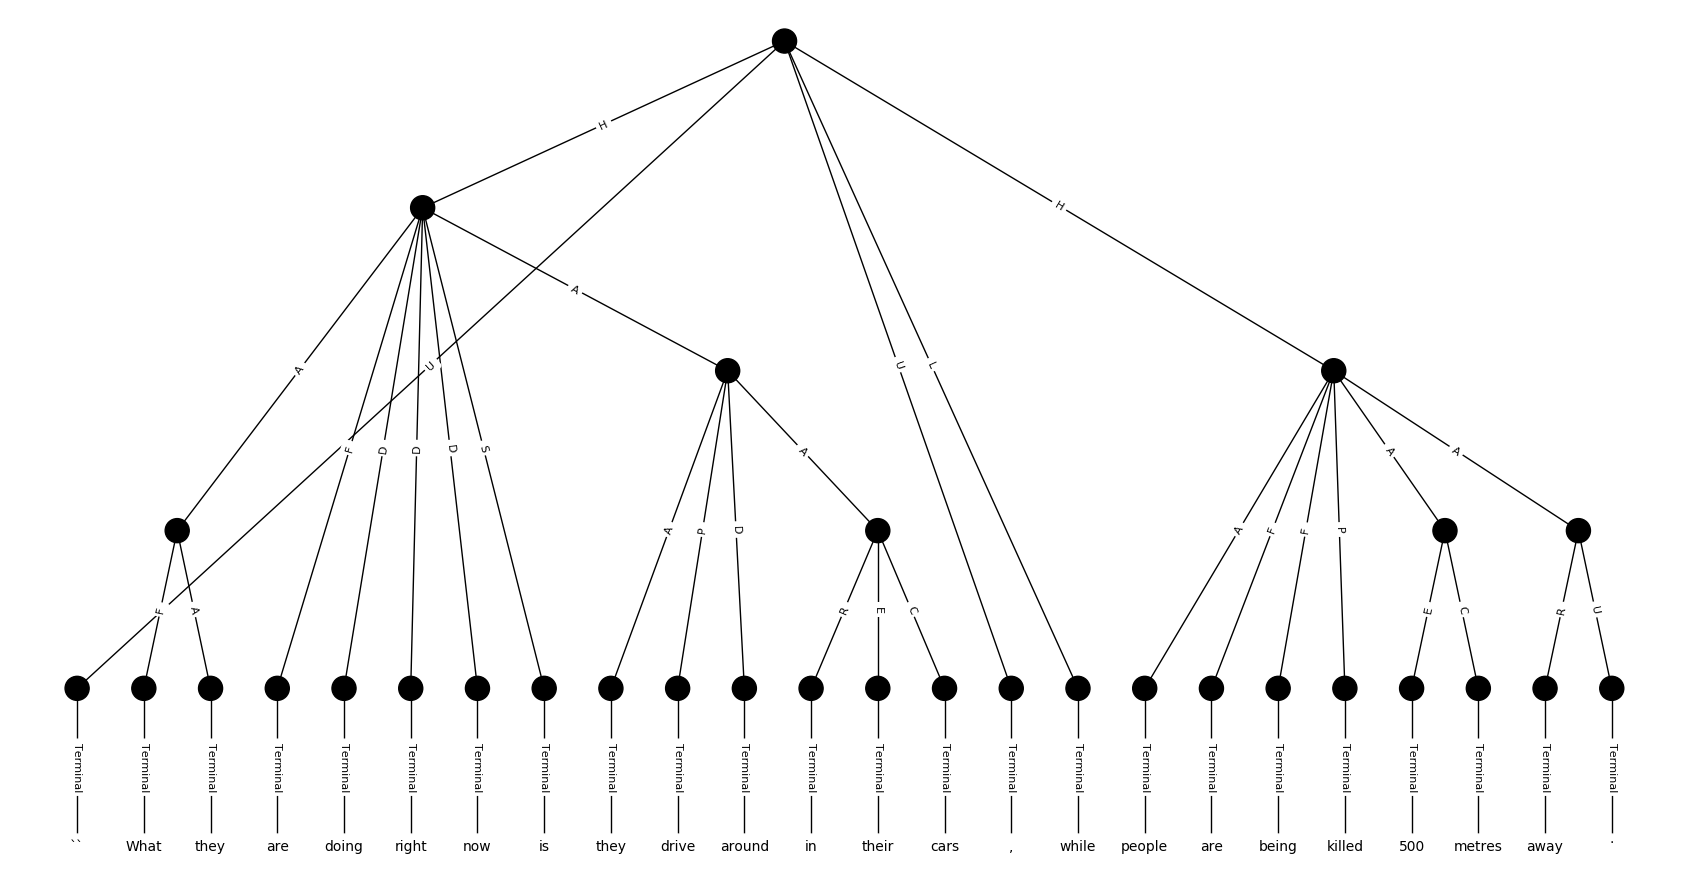 H
H
A
A
U
U
L
F
D
D
D
S
A
A
A
A
P
D
A
F
F
P
F
A
R
E
C
E
C
R
U
Terminal Terminal Terminal Terminal Terminal Terminal Terminal Terminal Terminal Terminal Terminal Terminal Terminal Terminal Terminal Terminal Terminal Terminal Terminal Terminal Terminal Terminal Terminal Terminal
`` What they are doing right now is they drive around in their cars , while people are being killed 500 metres away .